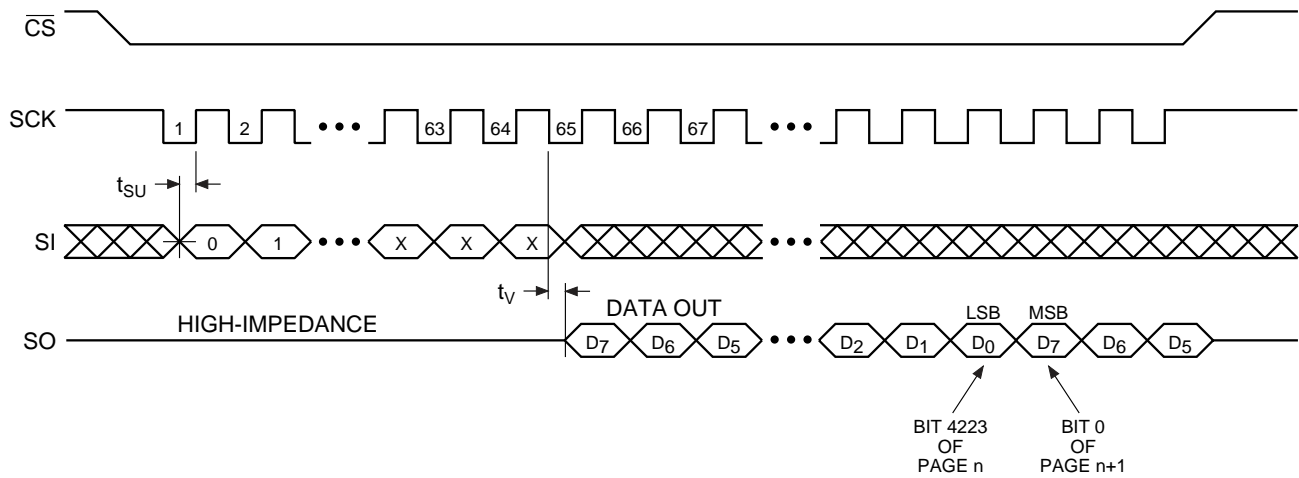 CS
SCK
1 2 63 64 65 66 67
tSU
SI
0 1 X X X
tV
HIGH-IMPEDANCE
DATA OUT
LSB MSB
SO
D7 D6 D5 D2 D1 D0 D7 D6 D5
BIT 4223
OF
PAGE n
BIT 0
OF
PAGE n+1